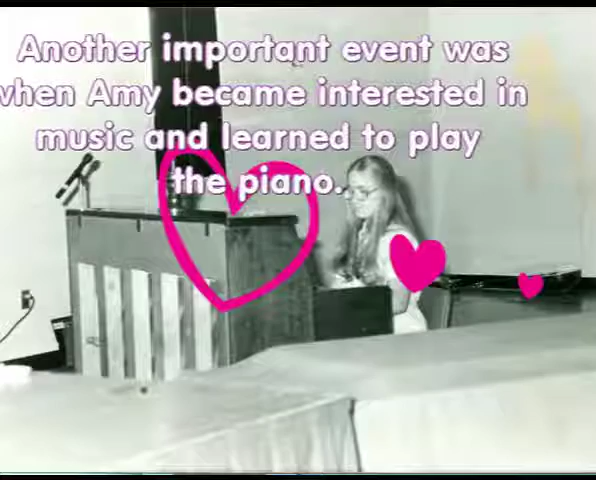 Another important event was
when Amy became interested in
music and learned to play
the piano.